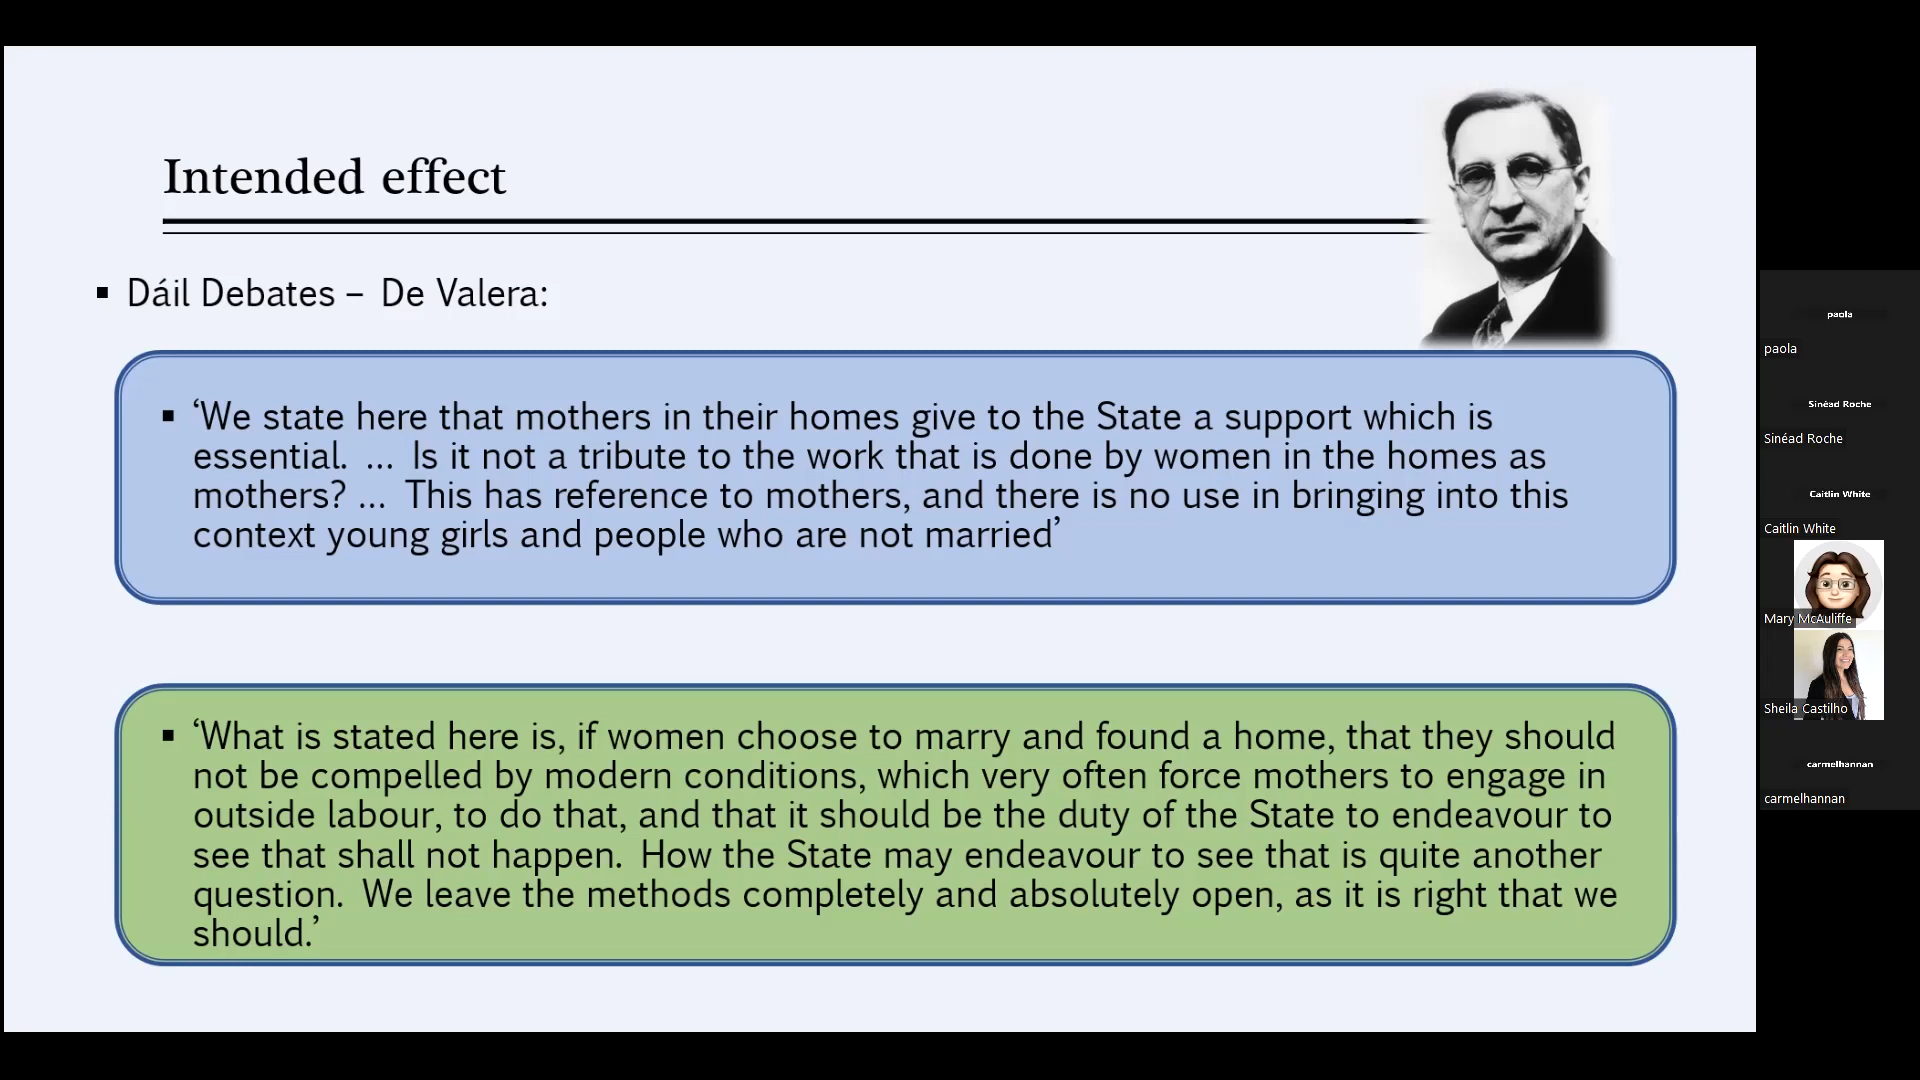 Intended effect
▪ Dáil Debates – De Valera:
▪ ‘We state here that mothers in their homes give to the State a support which is
essential. … Is it not a tribute to the work that is done by women in the homes as
mothers? … This has reference to mothers, and there is no use in bringing into this
context young girls and people who are not married’
▪ ‘What is stated here is, if women choose to marry and found a home, that they should
not be compelled by modern conditions, which very often force mothers to engage in
outside labour, to do that, and that it should be the duty of the State to endeavour to
see that shall not happen. How the State may endeavour to see that is quite another
question. We leave the methods completely and absolutely open, as it is right that we
should.’
paola
paola
Sinéad Roche
Sinéad Roche
Caitlin White
Caitlin White
Mary McAuliffe
Sheila Castilho
carmelhannan
carmelhannan